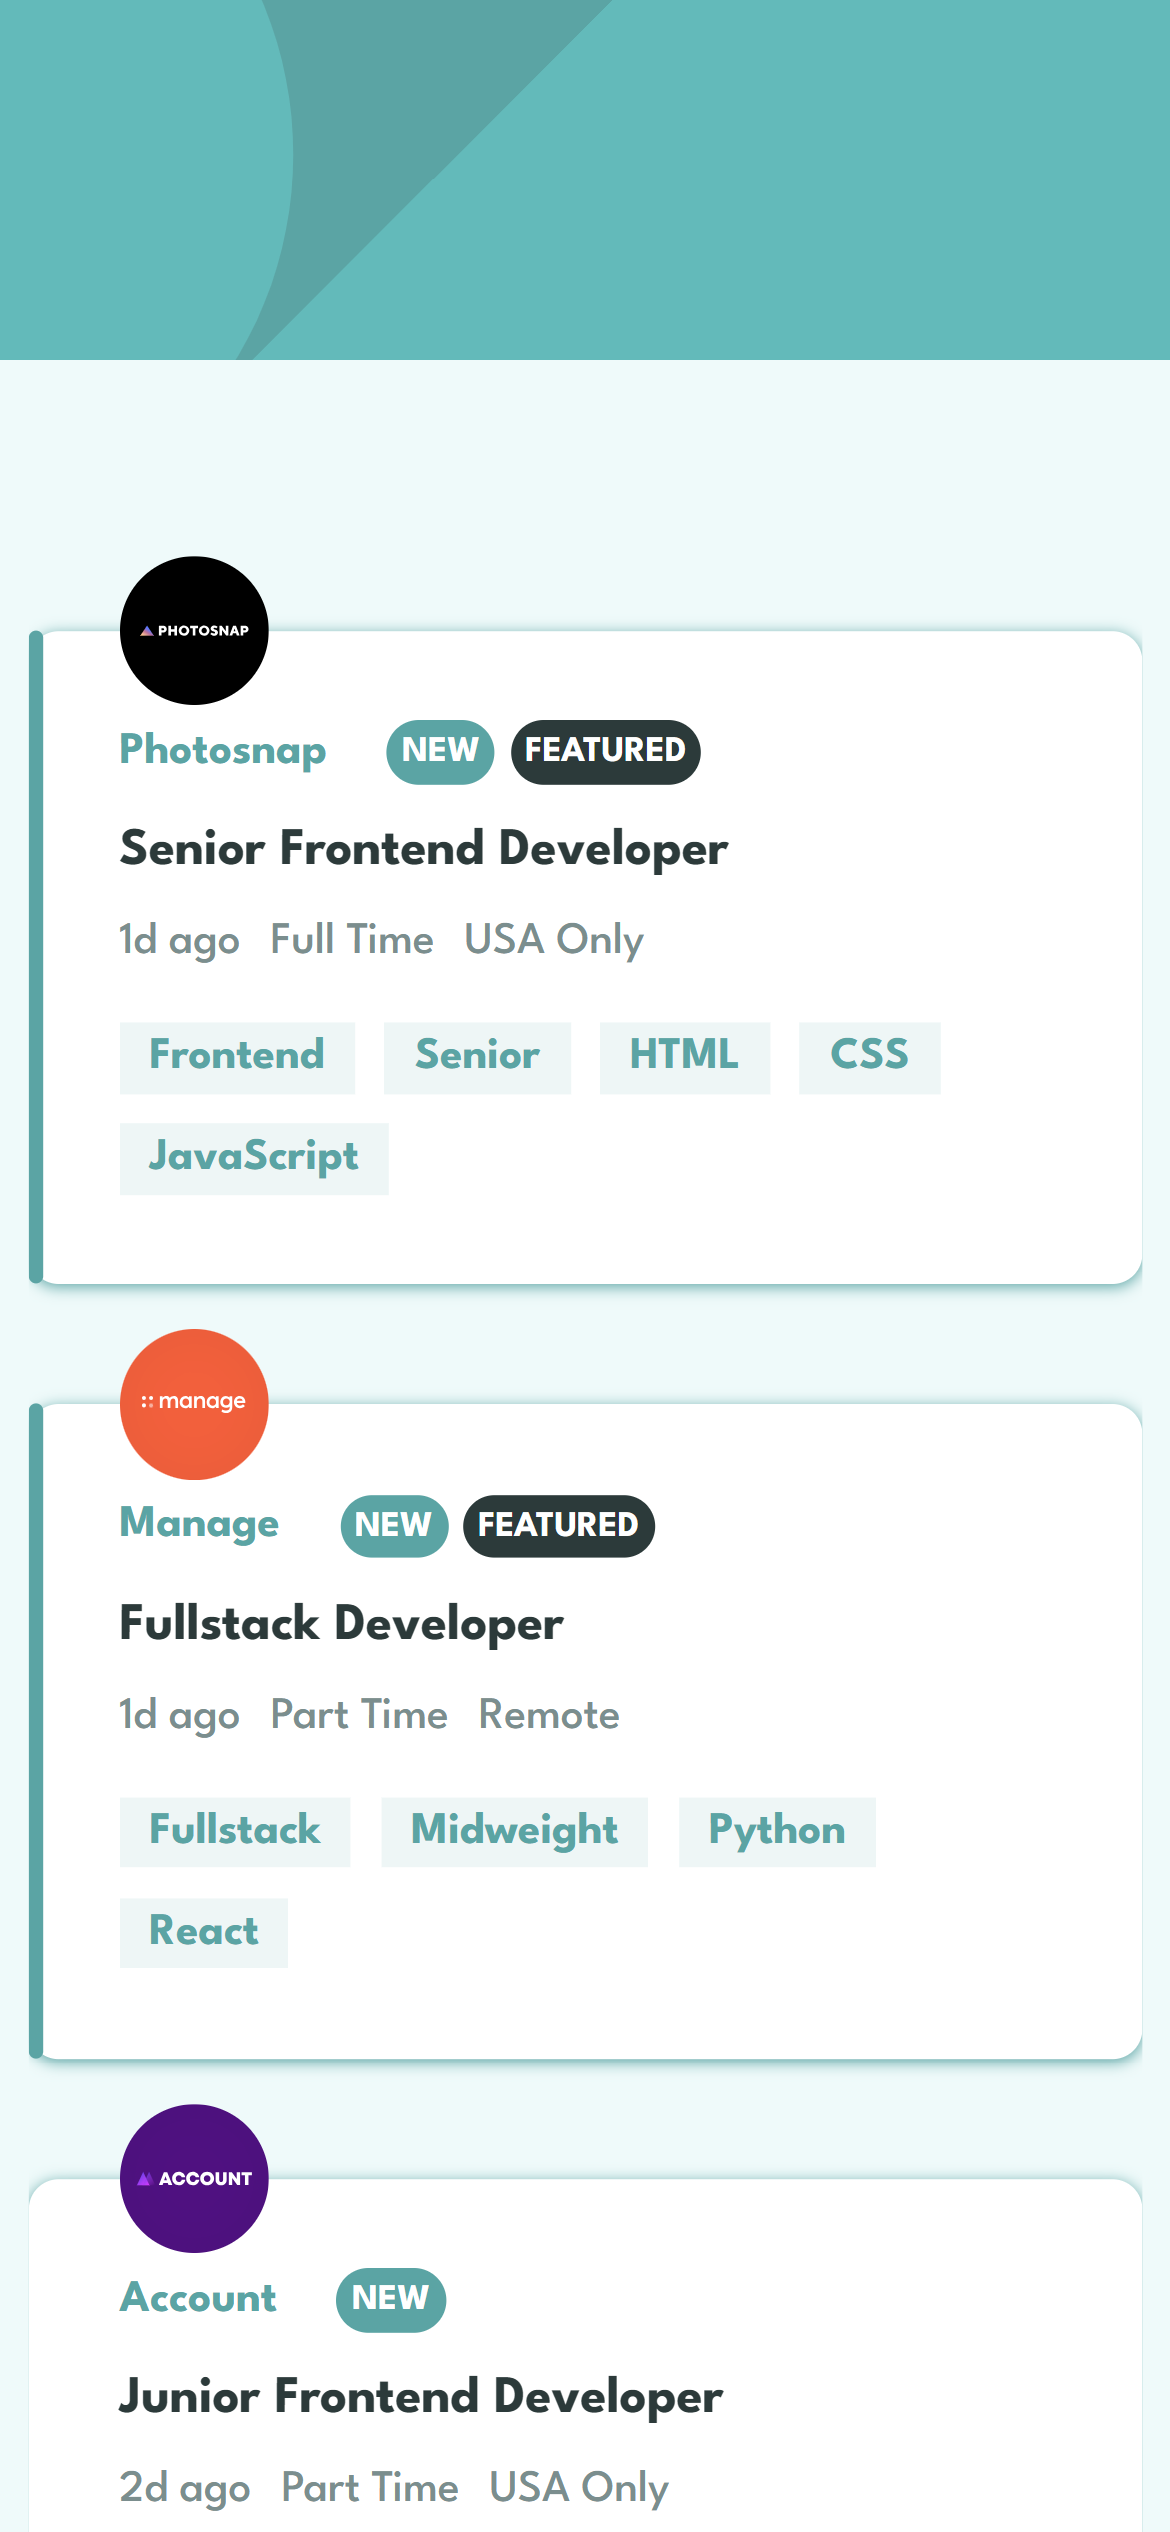 PHOTOSNAP
Photosnap NEW FEATURED
Senior Frontend Developer
1d ago Full Time USA Only
Frontend Senior HTML CSS
JavaScript
manage
Manage NEW FEATURED
Fullstack Developer
1d ago Part Time Remote
Fullstack Midweight Python
React
ACCOUNT
Account NEW
Junior Frontend Developer
2d ago Part Time USA Only